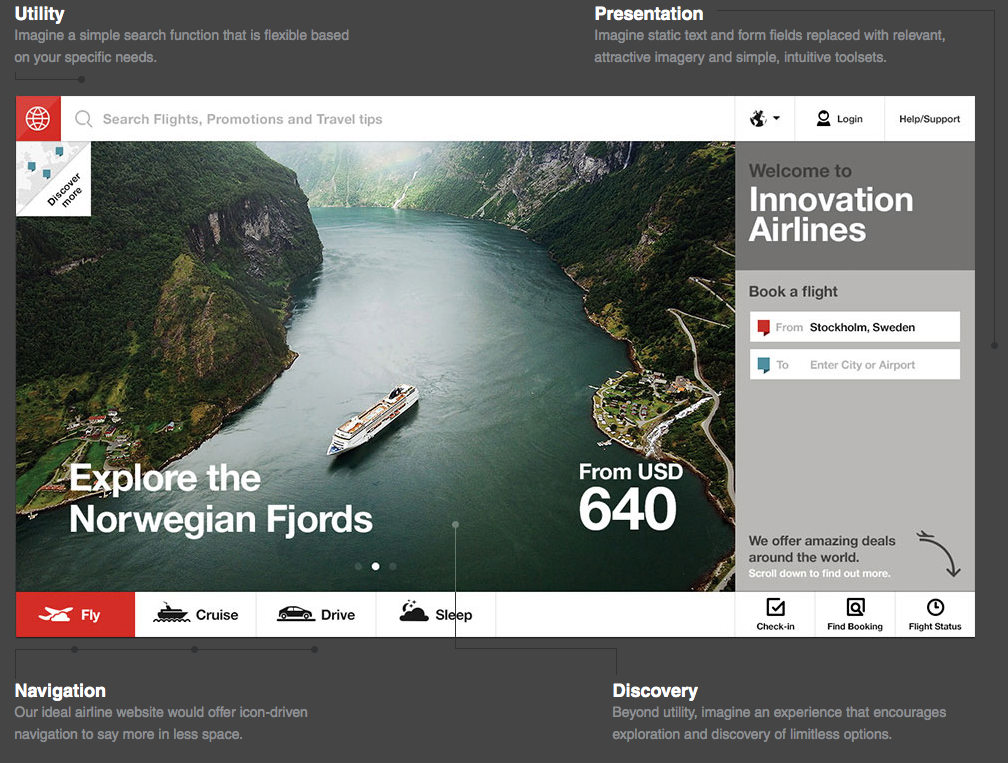 Utility
Imagine a simple search function that is flexible based
on your specific needs.
Presentation
Imagine static text and form fields replaced with relevant,
attractive imagery and simple, intuitive toolsets.
Search Flights, Promotions and Travel tips
Login
Help/Support
Discover
more
Welcome to
Innovation
Airlines
Book a flight
From Stockholm, Sweden
To Enter City or Airport
Explore the
Norwegian Fjords
From USD
640
We offer amazing deals
around the world.
Scroll down to find out more.
Fly
Cruise
Drive
Sleep
Check-in
Find Booking
Flight Status
Navigation
Our ideal airline website would offer icon-driven
navigation to say more in less space.
Discovery
Beyond utility, imagine an experience that encourages
exploration and discovery of limitless options.